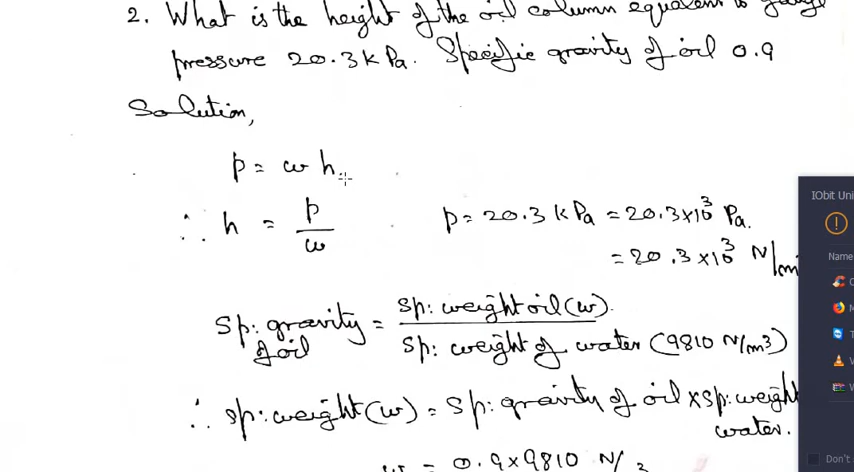 2. What is the height of the oil column equivalent to gauge
pressure 20.3 kPa. Specific gravity of oil 0.9
Solution,
p = w h
∴ h = p/w
p = 20.3 kPa = 20.3×10³ Pa.
= 20.3×10³ N/m
Sp: gravity of oil = Sp: weight oil (w). / Sp: weight of water (9810 N/m3)
∴ sp: weight (w) = Sp: gravity of oil × sp: weight
water.
w = 0.9×9810 N/ 3
IObit Uni
Name
Don't